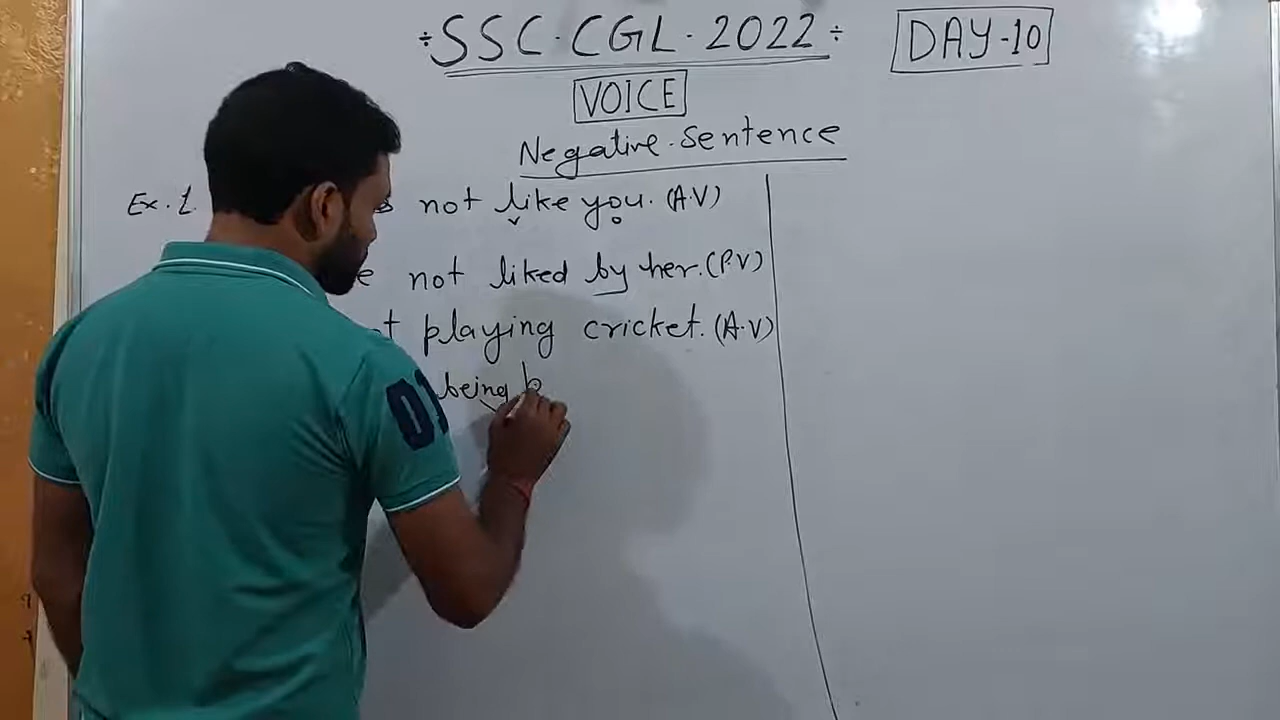 ÷SSC·CGL·2022÷
DAY-10
VOICE
Negative·Sentence
Ex.1. not like you. (A·V)
not liked by her. (P.V)
playing cricket. (A·V)
being
01